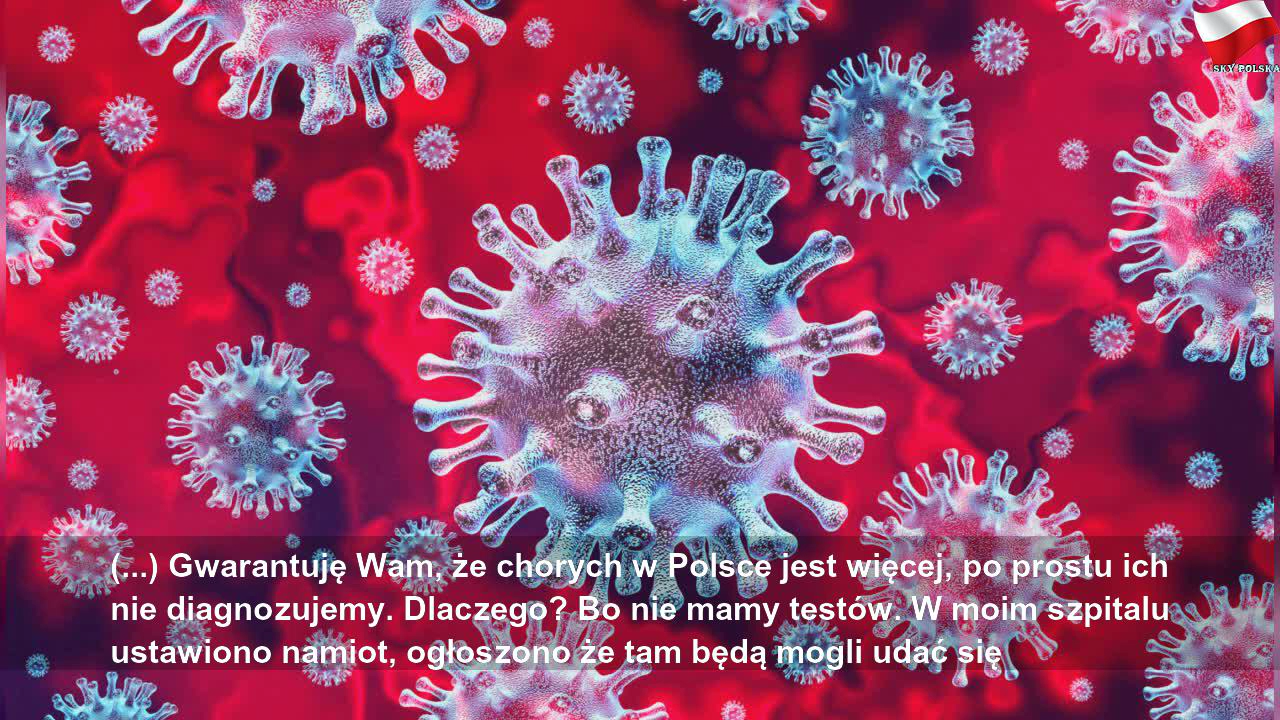 SKY POLSKA
(...) Gwarantuję Wam, że chorych w Polsce jest więcej, po prostu ich
nie diagnozujemy. Dlaczego? Bo nie mamy testów. W moim szpitalu
ustawiono namiot, ogłoszono że tam będą mogli udać się